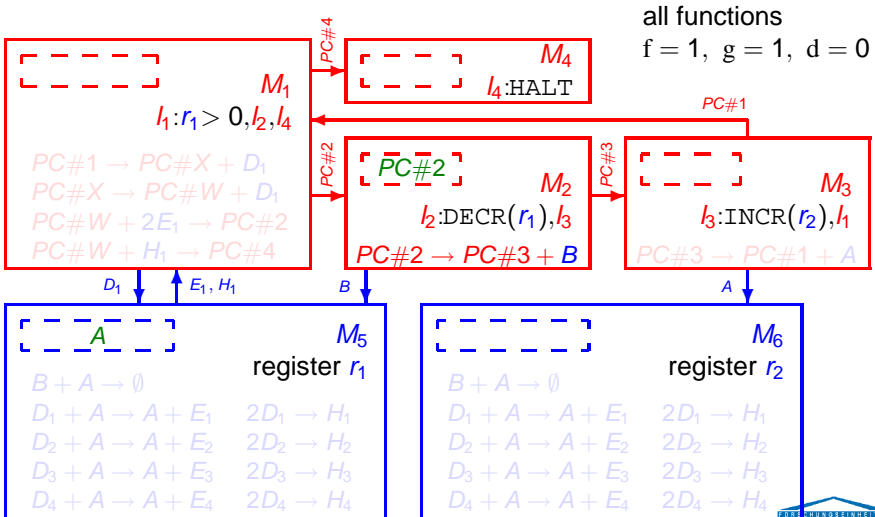 all functions
f = 1, g = 1, d = 0
PC#4
M₄
l₄:HALT
M₁
l₁:r₁> 0,l₂,l₄
PC#1 → PC#X + D₁
PC#X → PC#W + D₁
PC#W + 2E₁ → PC#2
PC#W + H₁ → PC#4
PC#1
PC#2
PC#2
M₂
l₂:DECR(r₁),l₃
PC#2 → PC#3 + B
PC#3
M₃
l₃:INCR(r₂),l₁
PC#3 → PC#1 + A
D₁
E₁, H₁
B
A
A
M₅
register r₁
B + A → ∅
D₁ + A → A + E₁ 2D₁ → H₁
D₂ + A → A + E₂ 2D₂ → H₂
D₃ + A → A + E₃ 2D₃ → H₃
D₄ + A → A + E₄ 2D₄ → H₄
M₆
register r₂
B + A → ∅
D₁ + A → A + E₁ 2D₁ → H₁
D₂ + A → A + E₂ 2D₂ → H₂
D₃ + A → A + E₃ 2D₃ → H₃
D₄ + A → A + E₄ 2D₄ → H₄